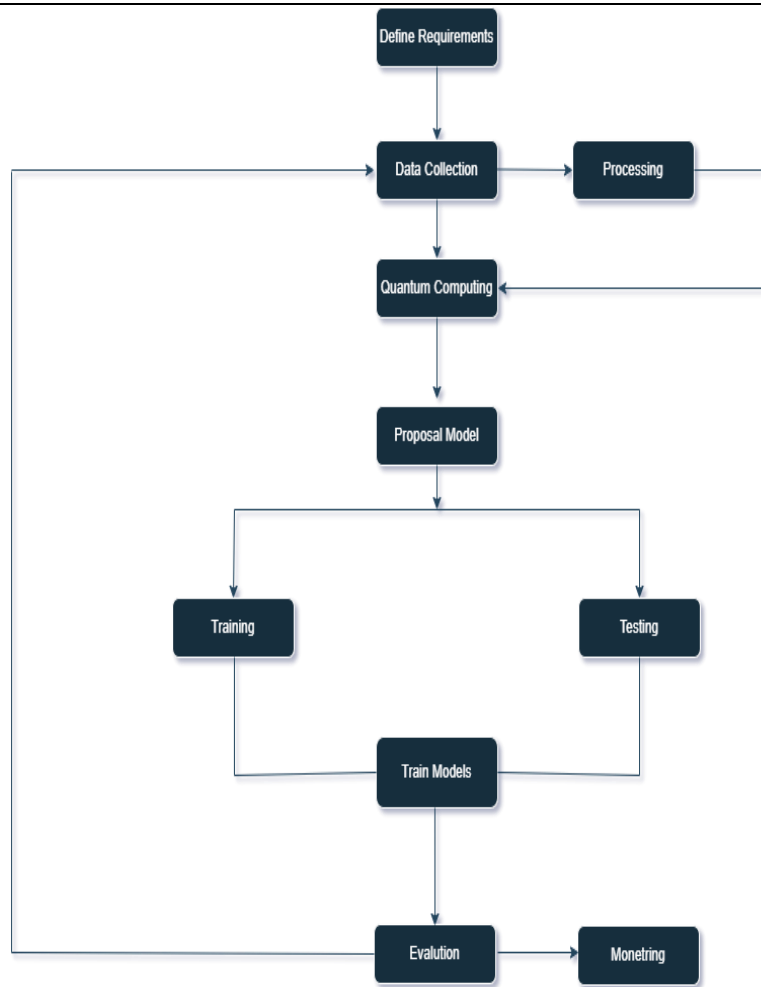 Define Requirements
Data Collection
Processing
Quantum Computing
Proposal Model
Training
Testing
Train Models
Evalution
Monetring